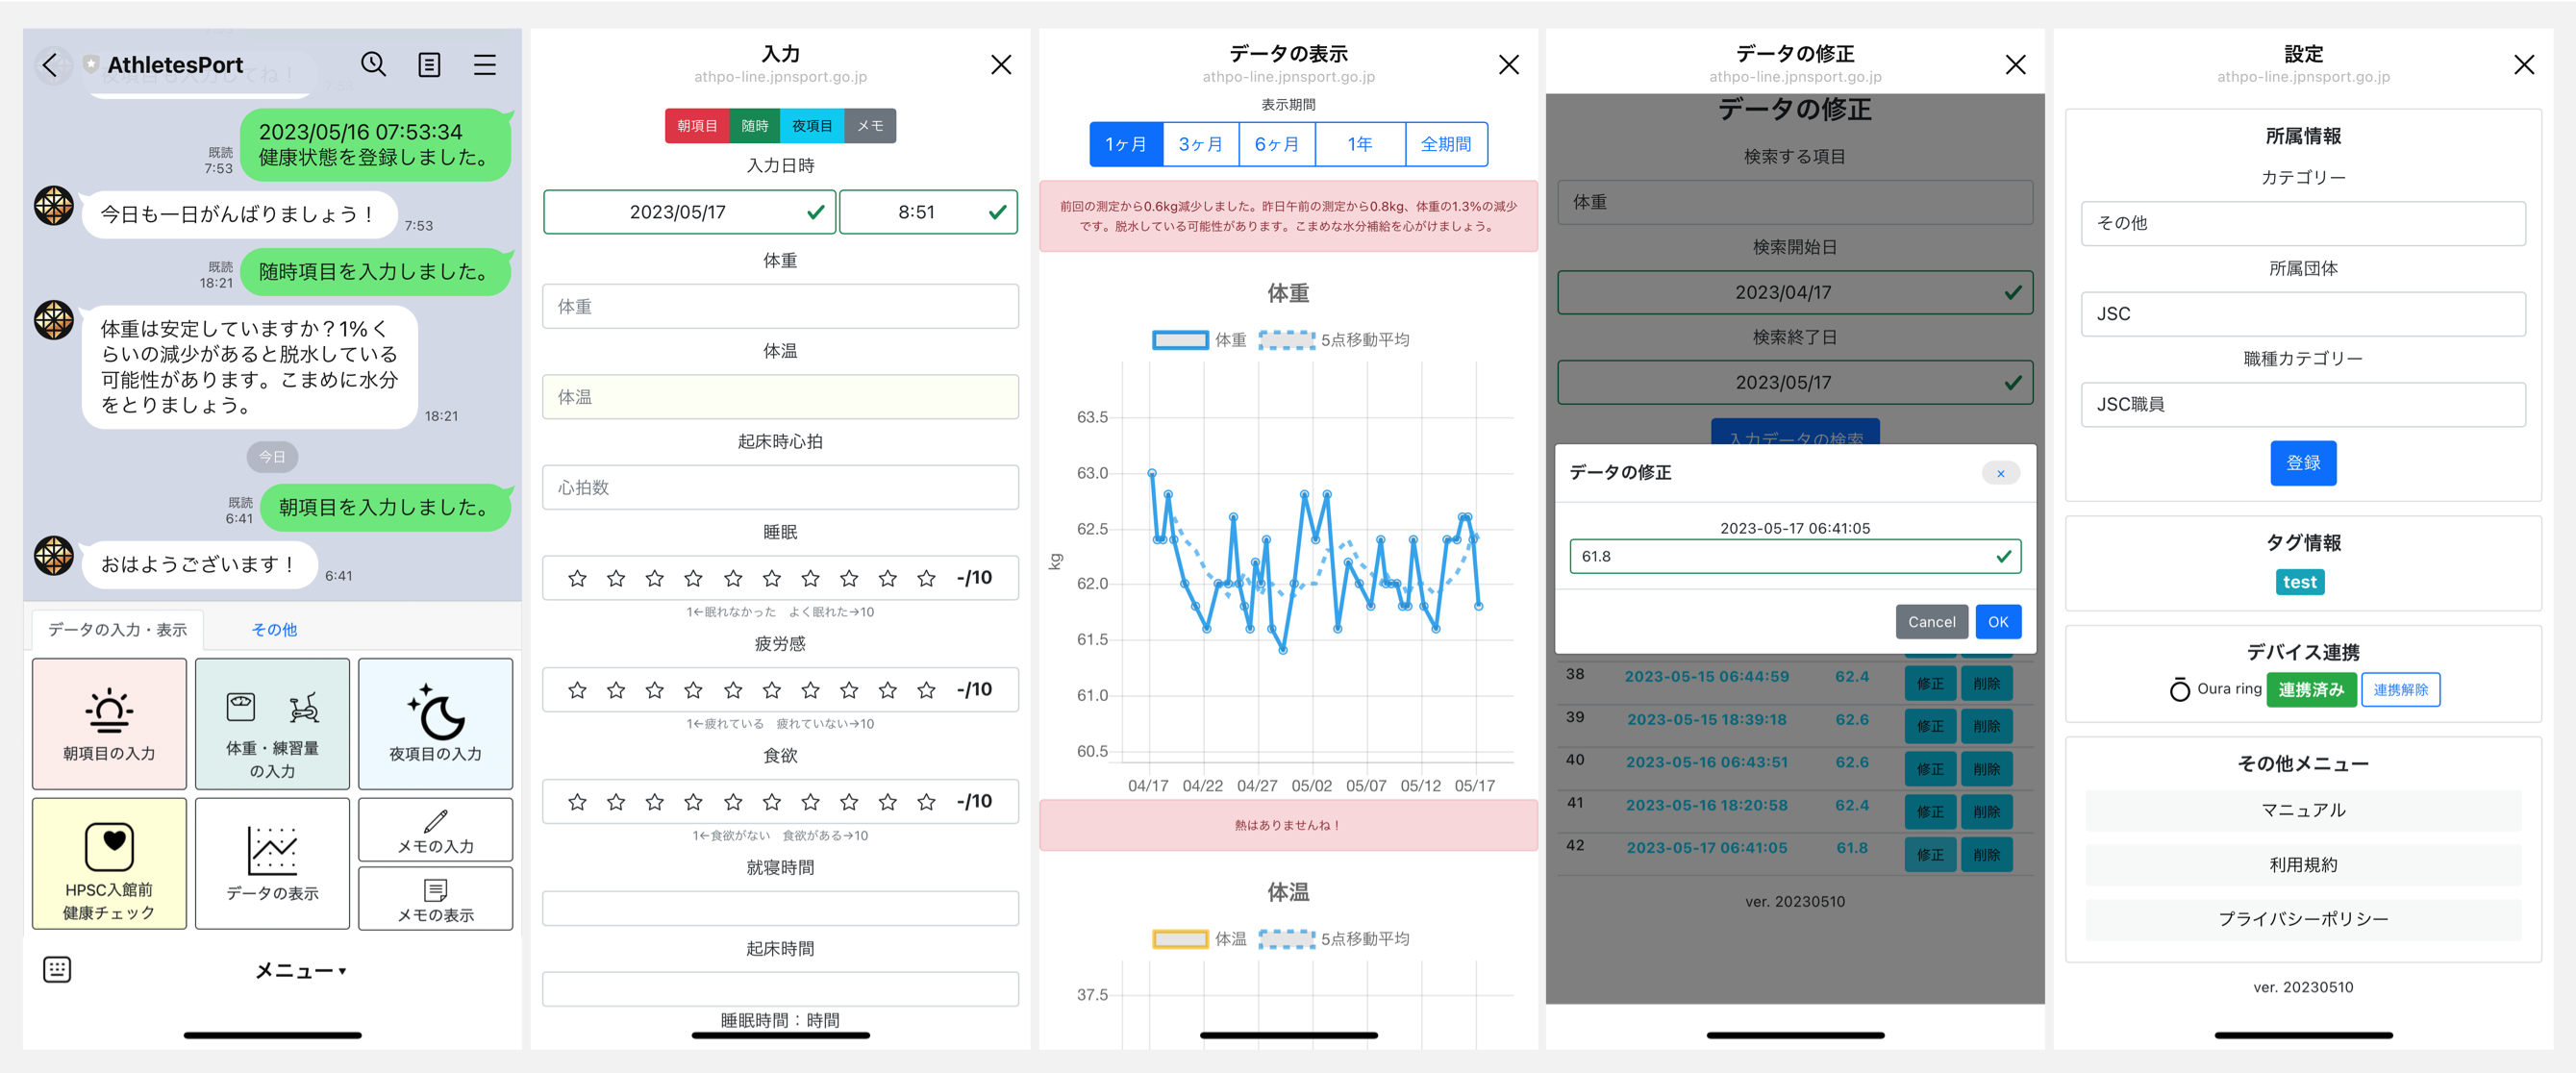 AthletesPort
2023/05/16 07:53:34
健康状態を登録しました。
既読
7:53
今日も一日がんばりましょう！
7:53
随時項目を入力しました。
既読
18:21
体重は安定していますか？1%く
らいの減少があると脱水している
可能性があります。こまめに水分
をとりましょう。
18:21
今日
朝項目を入力しました。
既読
6:41
おはようございます！
6:41
データの入力・表示
その他
朝項目の入力
体重・練習量
の入力
夜項目の入力
HPSC入館前
健康チェック
データの表示
メモの入力
メモの表示
メニュー▼
入力
athpo-line.jpnsport.go.jp
朝項目 随時 夜項目 メモ
入力日時
2023/05/17 8:51
体重
体重
体温
体温
起床時心拍
心拍数
睡眠
-/10
1←眠れなかった　よく眠れた→10
疲労感
-/10
1←疲れている　疲れていない→10
食欲
-/10
1←食欲がない　食欲がある→10
就寝時間
起床時間
睡眠時間：時間
データの表示
athpo-line.jpnsport.go.jp
表示期間
1ヶ月 3ヶ月 6ヶ月 1年 全期間
前回の測定から0.6kg減少しました。昨日午前の測定から0.8kg、体重の1.3%の減少
です。脱水している可能性があります。こまめな水分補給を心がけましょう。
体重
体重 5点移動平均
kg
63.5
63.0
62.5
62.0
61.5
61.0
60.5
04/17 04/22 04/27 05/02 05/07 05/12 05/17
熱はありませんね！
体温
体温 5点移動平均
37.5
データの修正
athpo-line.jpnsport.go.jp
データの修正
検索する項目
体重
検索開始日
2023/04/17
検索終了日
2023/05/17
入力データの検索
データの修正
×
2023-05-17 06:41:05
61.8
Cancel OK
38 2023-05-15 06:44:59 62.4 修正 削除
39 2023-05-15 18:39:18 62.6 修正 削除
40 2023-05-16 06:43:51 62.6 修正 削除
41 2023-05-16 18:20:58 62.4 修正 削除
42 2023-05-17 06:41:05 61.8 修正 削除
ver. 20230510
設定
athpo-line.jpnsport.go.jp
所属情報
カテゴリー
その他
所属団体
JSC
職種カテゴリー
JSC職員
登録
タグ情報
test
デバイス連携
Oura ring 連携済み 連携解除
その他メニュー
マニュアル
利用規約
プライバシーポリシー
ver. 20230510